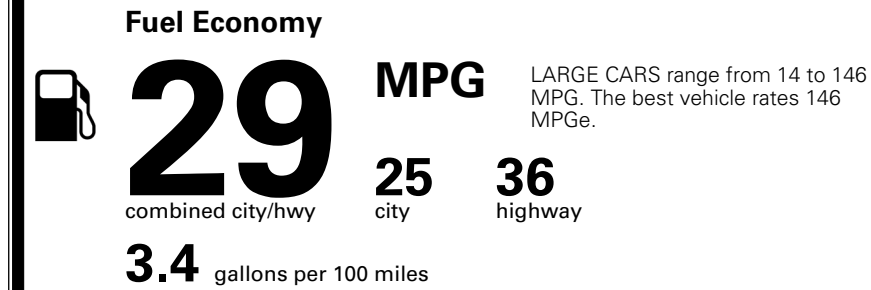 Fuel Economy
29 MPG
LARGE CARS range from 14 to 146
MPG. The best vehicle rates 146
MPGe.
combined city/hwy
25
city
36
highway
3.4 gallons per 100 miles